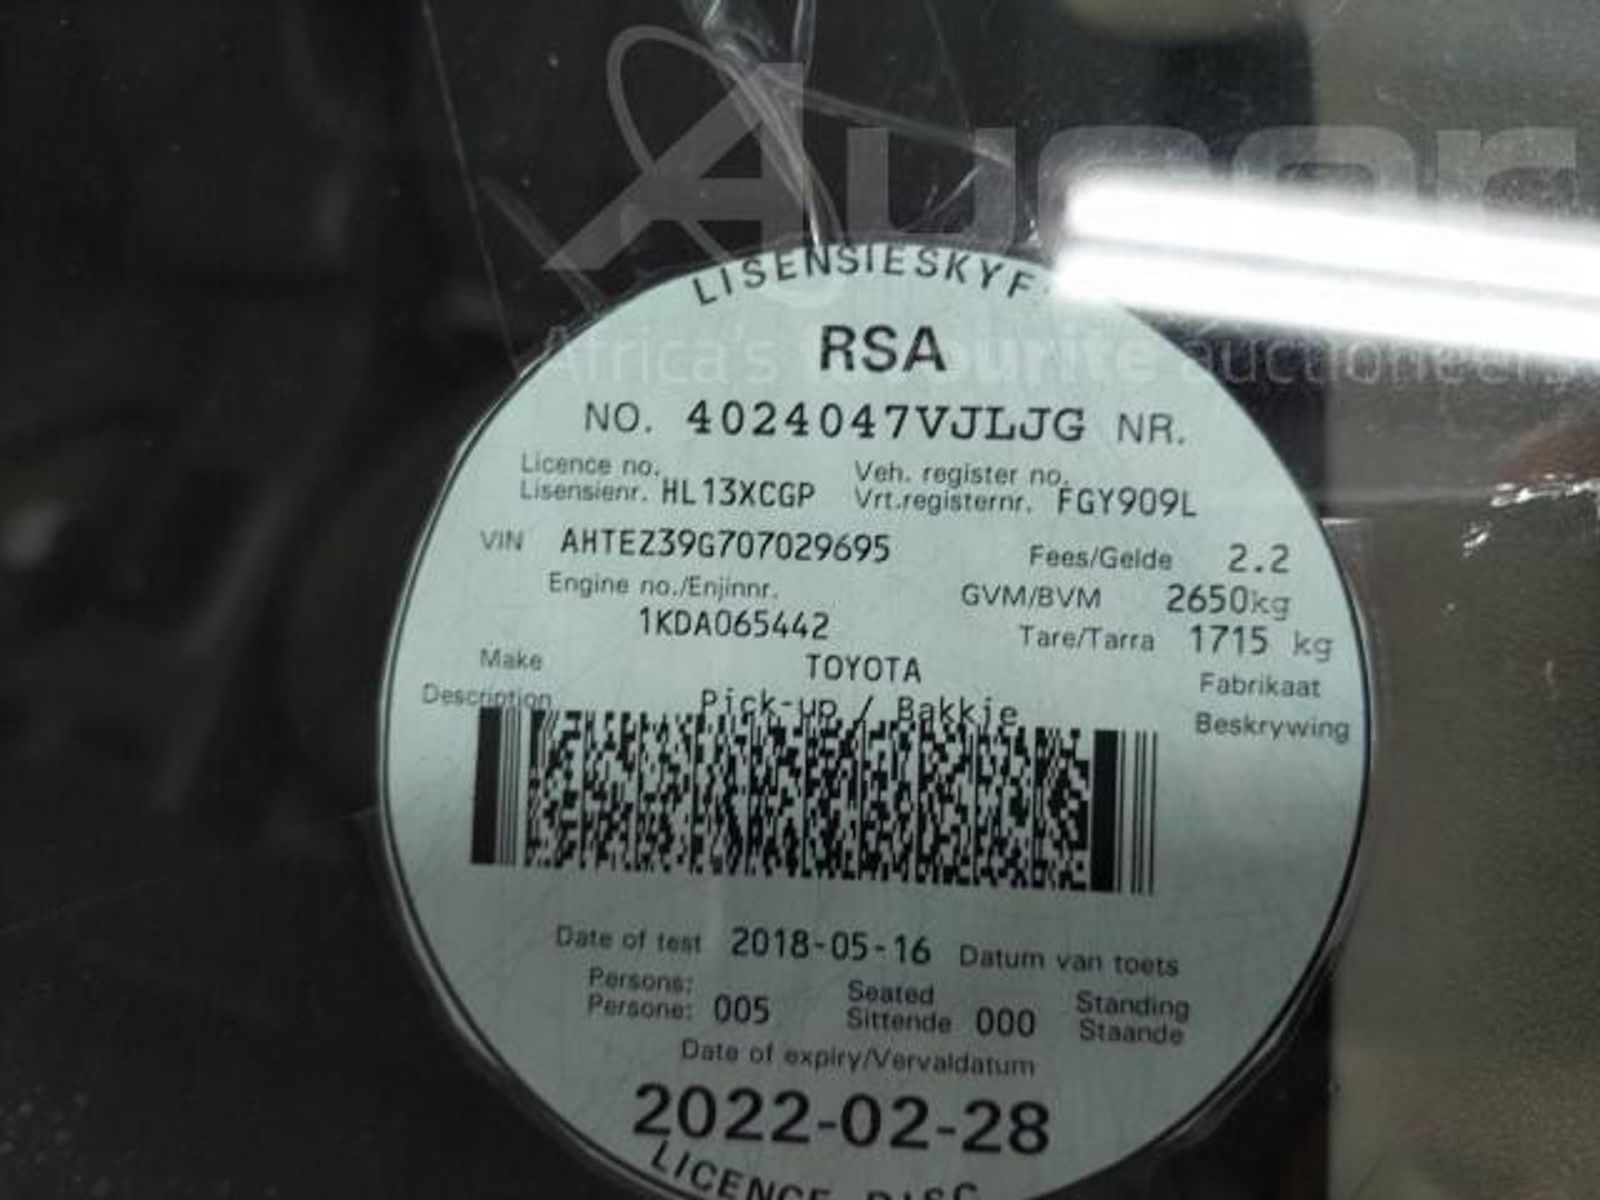 Aucor
Africa's favourite auctioneers
LISENSIESKYF
RSA
NO. 4024047VJLJG NR.
Licence no. Veh. register no.
Lisensienr. HL13XCGP Vrt.registernr. FGY909L
VIN AHTEZ39G707029695 Fees/Gelde 2.2
Engine no./Enjinnr. GVM/BVM 2650kg
1KDA065442 Tare/Tarra 1715 kg
Make TOYOTA Fabrikaat
Description Pick-up / Bakkie Beskrywing
Date of test 2018-05-16 Datum van toets
Persons: Seated Standing
Persone: 005 Sittende 000 Staande
Date of expiry/Vervaldatum
2022-02-28
LICENCE DISC